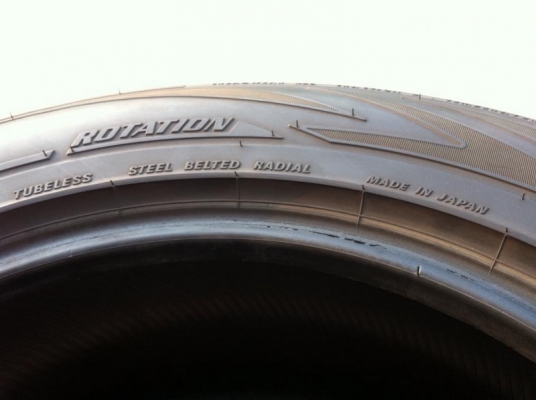 ROTATION
TUBELESS STEEL BELTED RADIAL MADE IN JAPAN